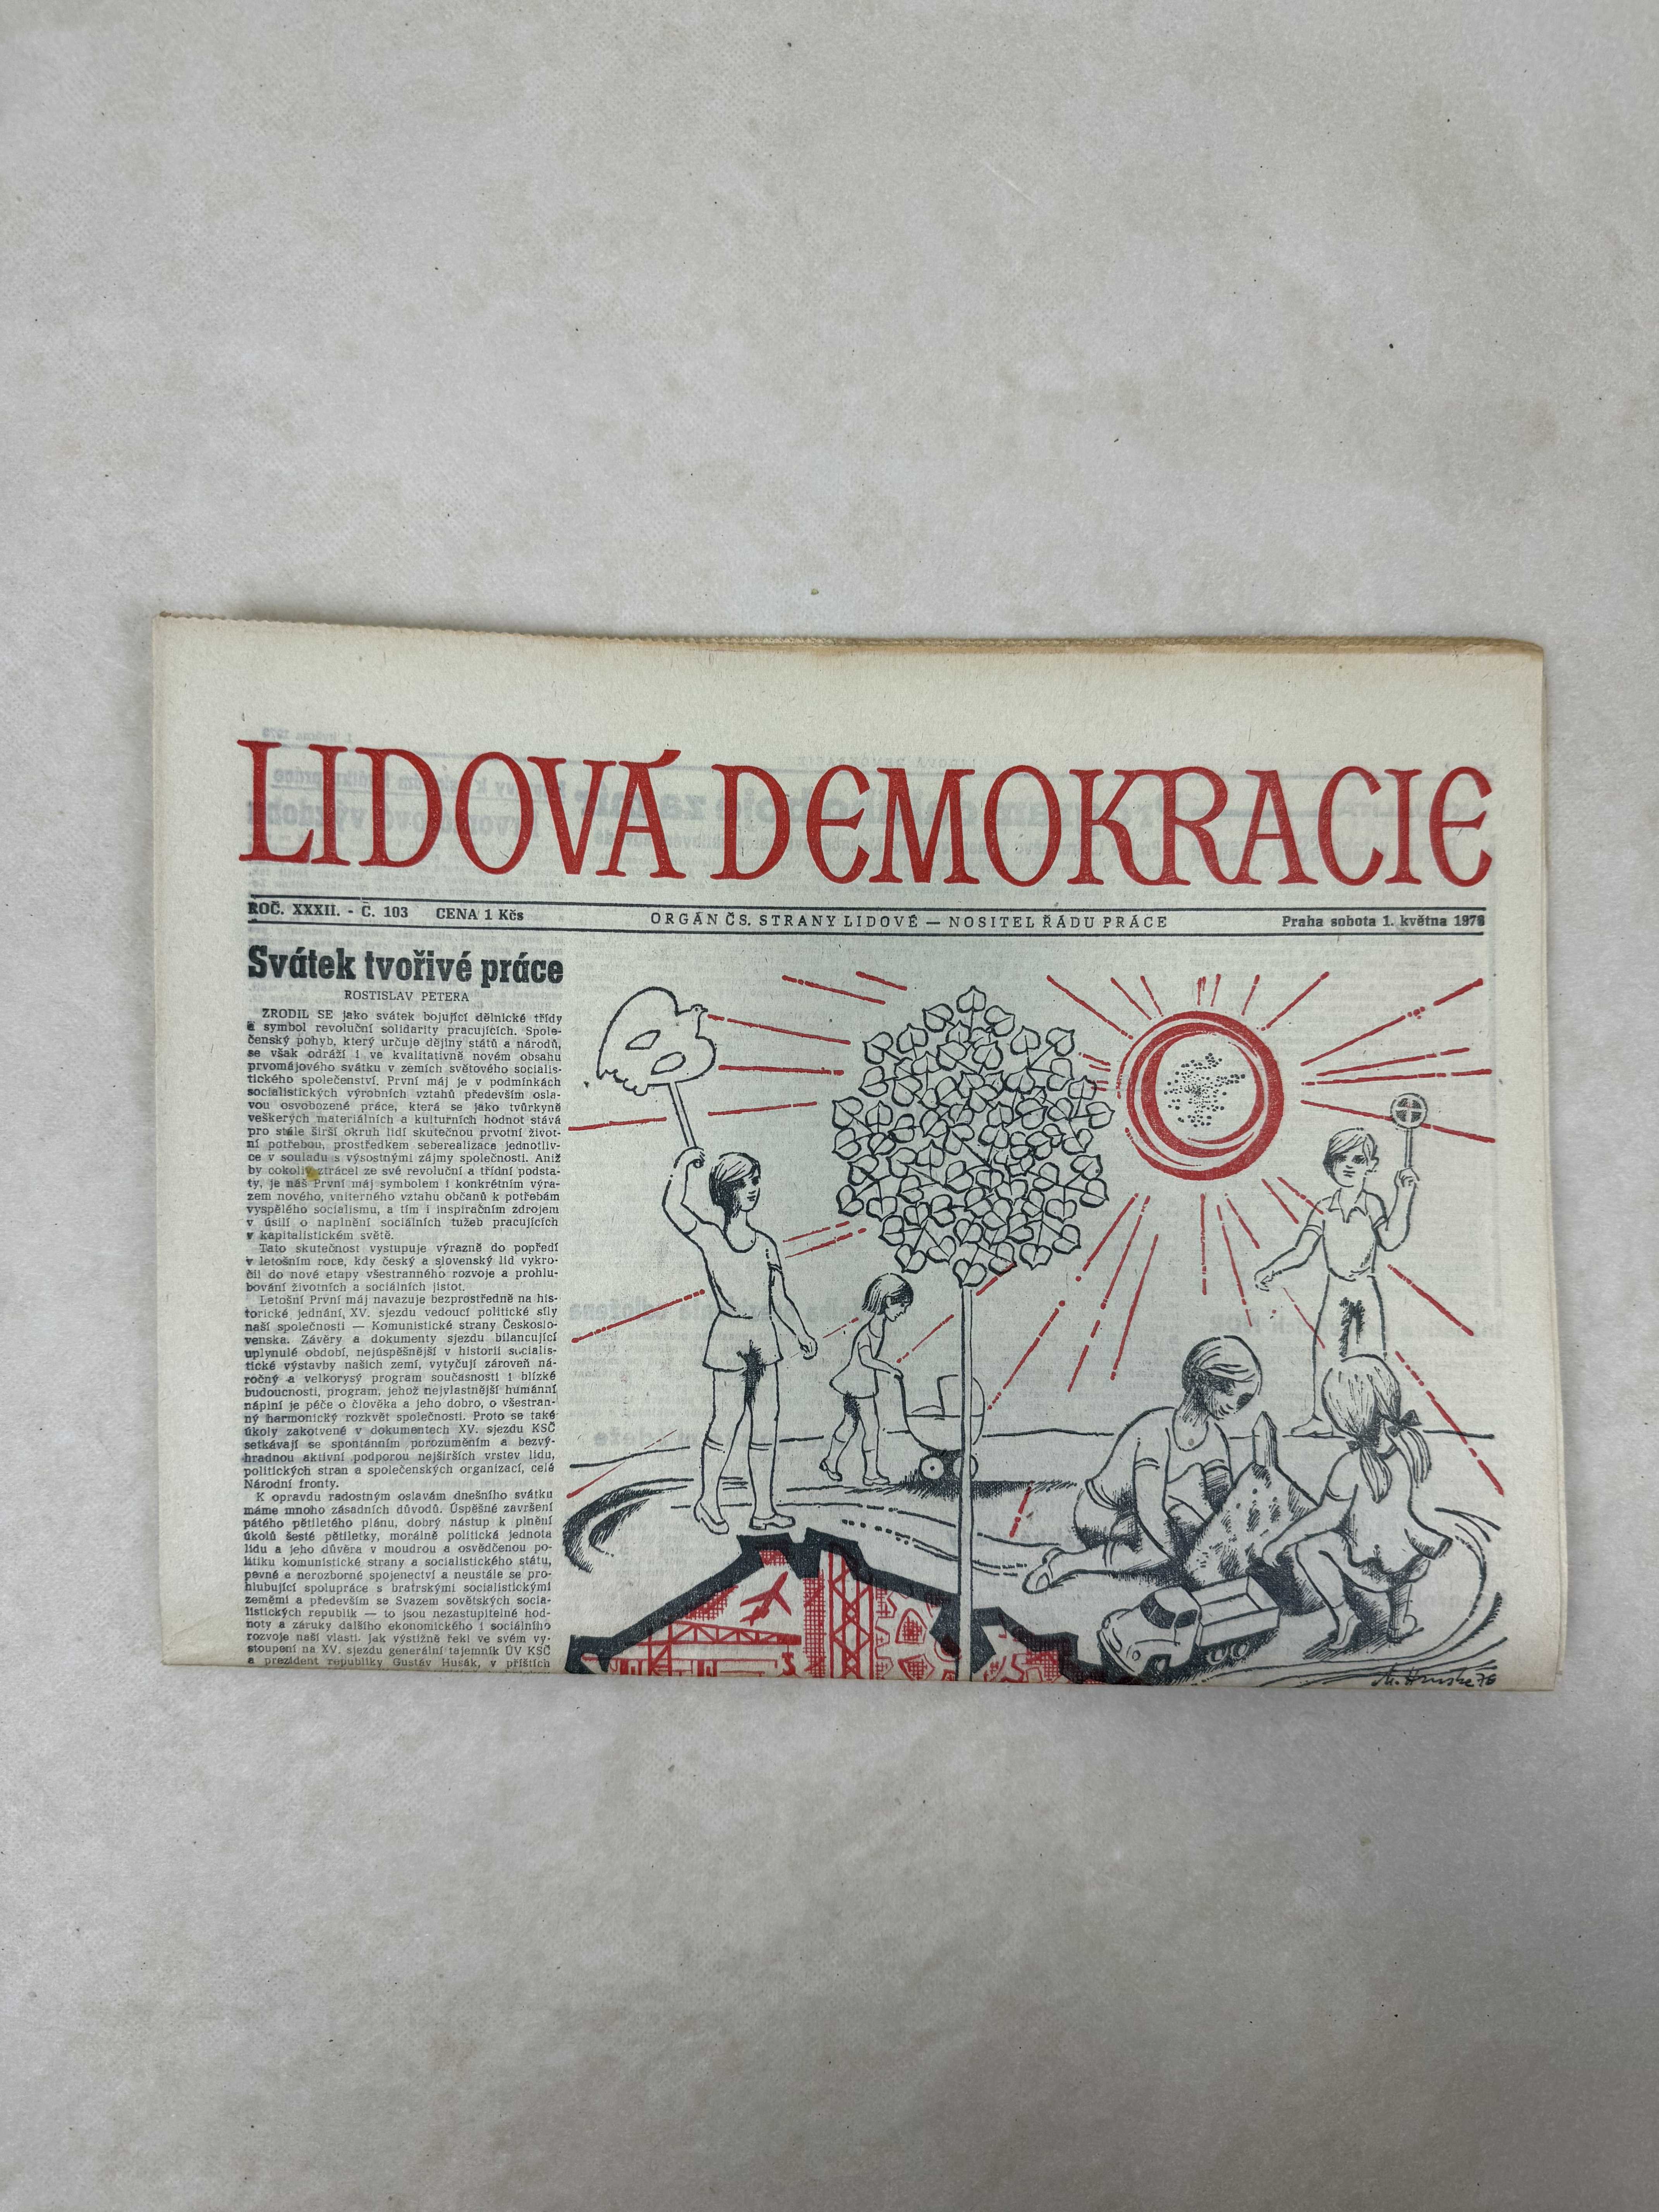 LIDOVÁ DEMOKRACIE
ROČ. XXXII. - Č. 103 CENA 1 Kčs ORGÁN ČS. STRANY LIDOVÉ — NOSITEL ŘÁDU PRÁCE Praha sobota 1. května 1976
Svátek tvořivé práce
ROSTISLAV PETERA
ZRODIL SE jako svátek bojující dělnické třídy
a symbol revoluční solidarity pracujících. Spole-
čenský pohyb, který určuje dějiny států a národů,
se však odráží i ve kvalitativně novém obsahu
prvomájového svátku v zemích světového socialis-
tického společenství. První máj je v podmínkách
socialistických výrobních vztahů především osla-
vou osvobozené práce, která se jako tvůrkyně
veškerých materiálních a kulturních hodnot stává
pro stále širší okruh lidí skutečnou prvotní život-
ní potřebou, prostředkem seberealizace jednotliv-
ce v souladu s výsostnými zájmy společnosti. Aniž
by cokoliv ztrácel ze své revoluční a třídní podsta-
ty, je náš První máj symbolem i konkrétním výra-
zem nového, vniterného vztahu občanů k potřebám
vyspělého socialismu, a tím i inspiračním zdrojem
v úsilí o naplnění sociálních tužeb pracujících
v kapitalistickém světě.
Tato skutečnost vystupuje výrazně do popředí
v letošním roce, kdy český a slovenský lid vykro-
čil do nové etapy všestranného rozvoje a prohlu-
bování životních a sociálních jistot.
Letošní První máj navazuje bezprostředně na his-
torické jednání, XV. sjezdu vedoucí politické síly
naší společnosti — Komunistické strany Českoslo-
venska. Závěry a dokumenty sjezdu bilancující
uplynulé období, nejúspěšnější v historii socialis-
tické výstavby našich zemí, vytyčují zároveň ná-
ročný a velkorysý program současnosti i blízké
budoucnosti, program, jehož nejvlastnější humánní
náplní je péče o člověka a jeho dobro, o všestran-
ný harmonický rozkvět společnosti. Proto se také
úkoly zakotvené v dokumentech XV. sjezdu KSČ
setkávají se spontánním porozuměním a bezvý-
hradnou aktivní podporou nejširších vrstev lidu,
politických stran a společenských organizací, celé
Národní fronty.
K opravdu radostným oslavám dnešního svátku
máme mnoho zásadních důvodů. Úspěšné završení
pátého pětiletého plánu, dobrý nástup k plnění
úkolů šesté pětiletky, morálně politická jednota
lidu a jeho důvěra v moudrou a osvědčenou po-
litiku komunistické strany a socialistického státu,
pevné a nerozborné spojenectví a neustále se pro-
hlubující spolupráce s bratrskými socialistickými
zeměmi a především se Svazem sovětských socia-
listických republik — to jsou nezastupitelné hod-
noty a záruky dalšího ekonomického i sociálního
rozvoje naší vlasti. Jak výstižně řekl ve svém vy-
stoupení na XV. sjezdu generální tajemník ÚV KSČ
a prezident republiky Gustáv Husák, v příštích